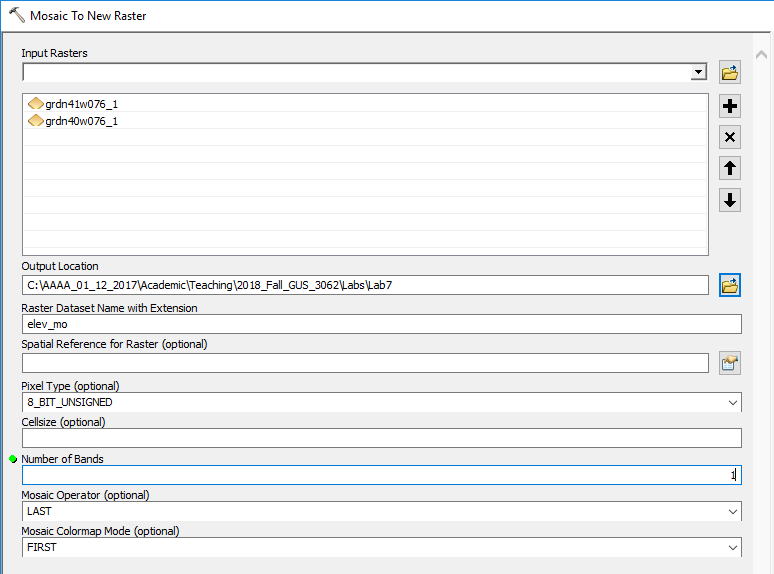 Mosaic To New Raster
Input Rasters
grdn41w076_1
grdn40w076_1
Output Location
C:\AAAA_01_12_2017\Academic\Teaching\2018_Fall_GUS_3062\Labs\Lab7
Raster Dataset Name with Extension
elev_mo
Spatial Reference for Raster (optional)
Pixel Type (optional)
8_BIT_UNSIGNED
Cellsize (optional)
Number of Bands
1
Mosaic Operator (optional)
LAST
Mosaic Colormap Mode (optional)
FIRST